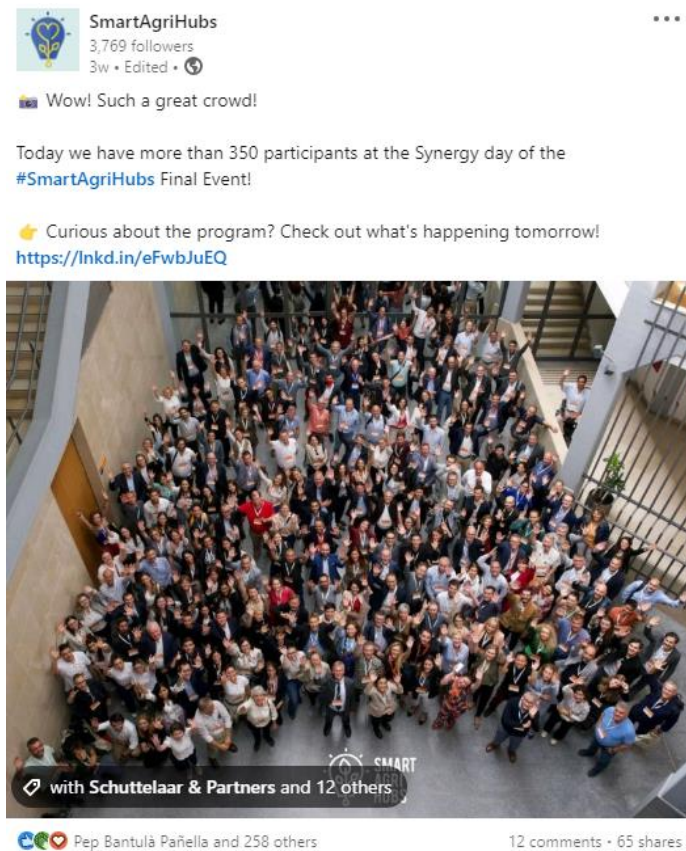 SmartAgriHubs
3,769 followers
3w • Edited •
Wow! Such a great crowd!
Today we have more than 350 participants at the Synergy day of the
#SmartAgriHubs Final Event!
Curious about the program? Check out what's happening tomorrow!
https://lnkd.in/eFwbJuEQ
SMART
AGRI
HUBS
with Schuttelaar & Partners and 12 others
Pep Bantulà Pañella and 258 others
12 comments • 65 shares